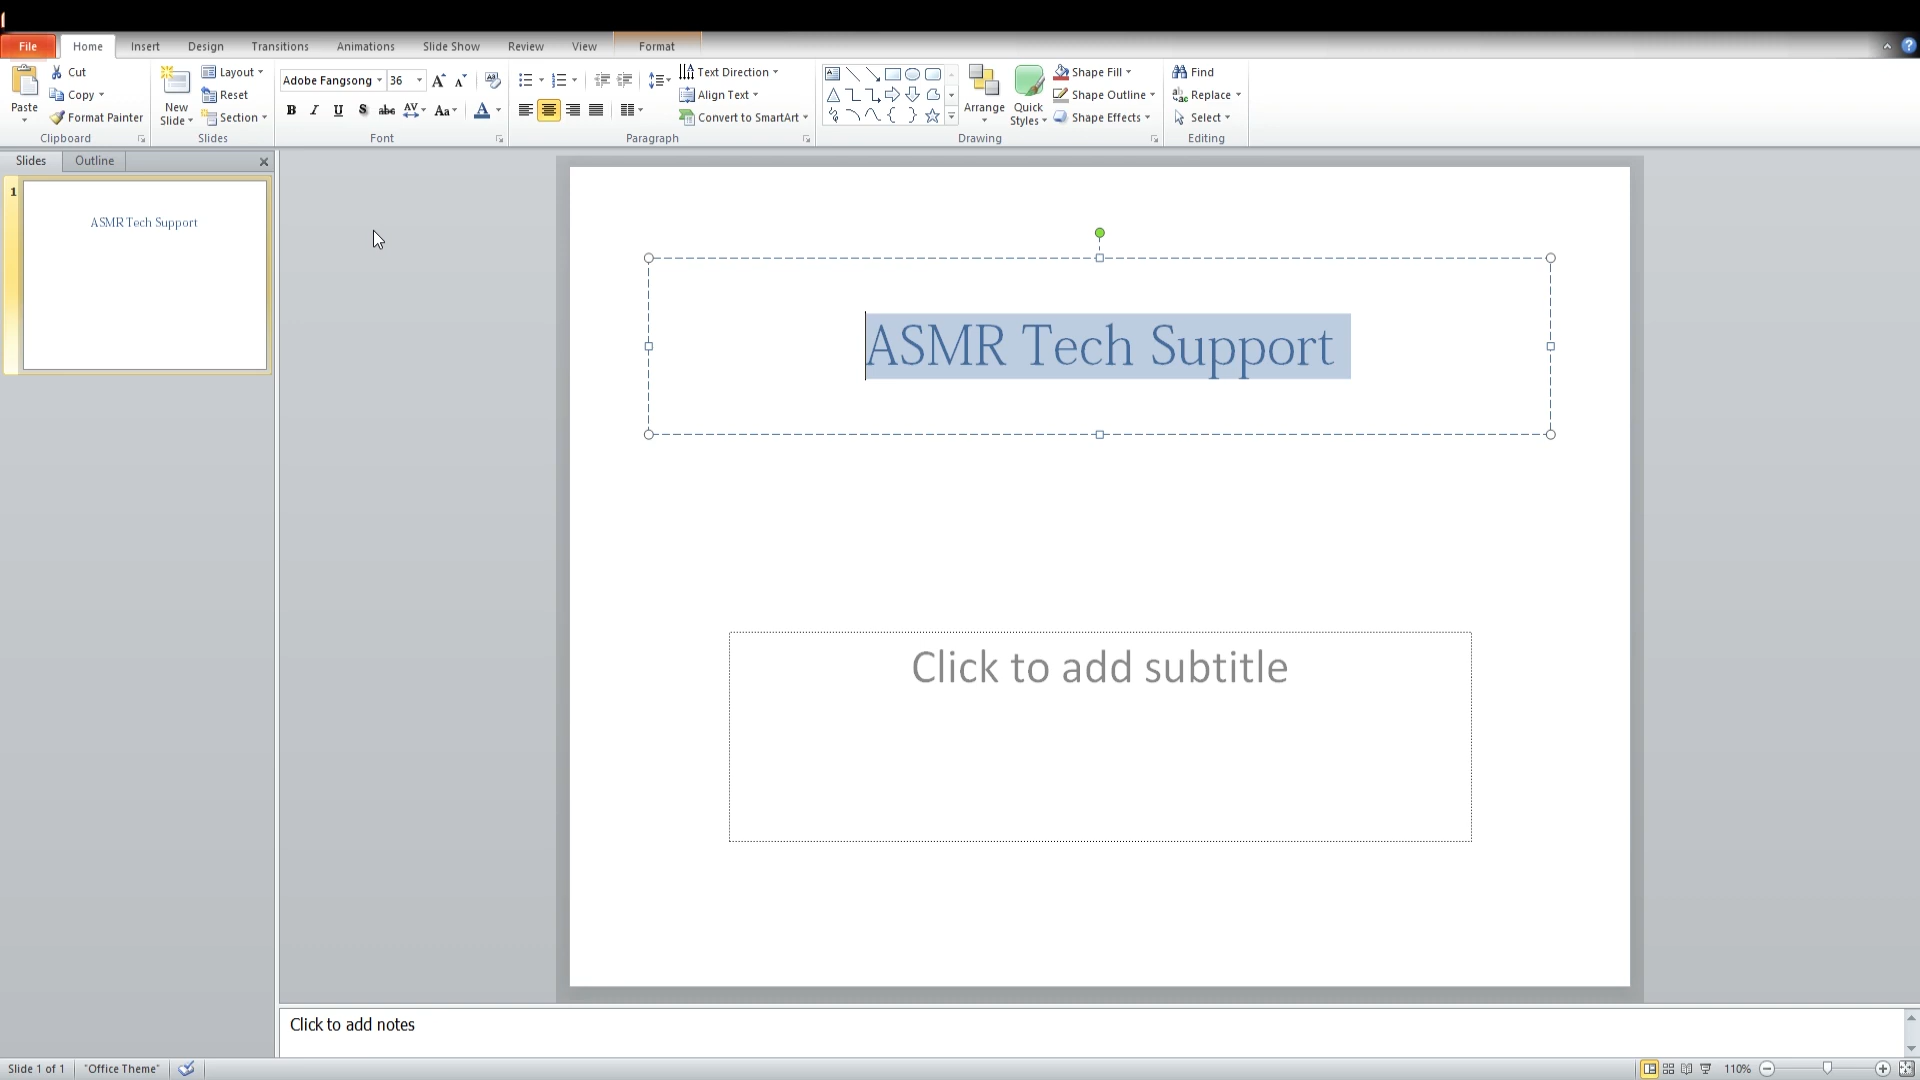 File Home Insert Design Transitions Animations Slide Show Review View Format
Paste
Cut
Copy
Format Painter
Clipboard
New
Slide
Layout
Reset
Section
Slides
Adobe Fangsong 36
B I U S abc AV Aa A
Font
Text Direction
Align Text
Convert to SmartArt
Paragraph
Arrange
Quick
Styles
Shape Fill
Shape Outline
Shape Effects
Drawing
Find
Replace
Select
Editing
Slides Outline
1
ASMR Tech Support
ASMR Tech Support
Click to add subtitle
Click to add notes
Slide 1 of 1 "Office Theme" 110%